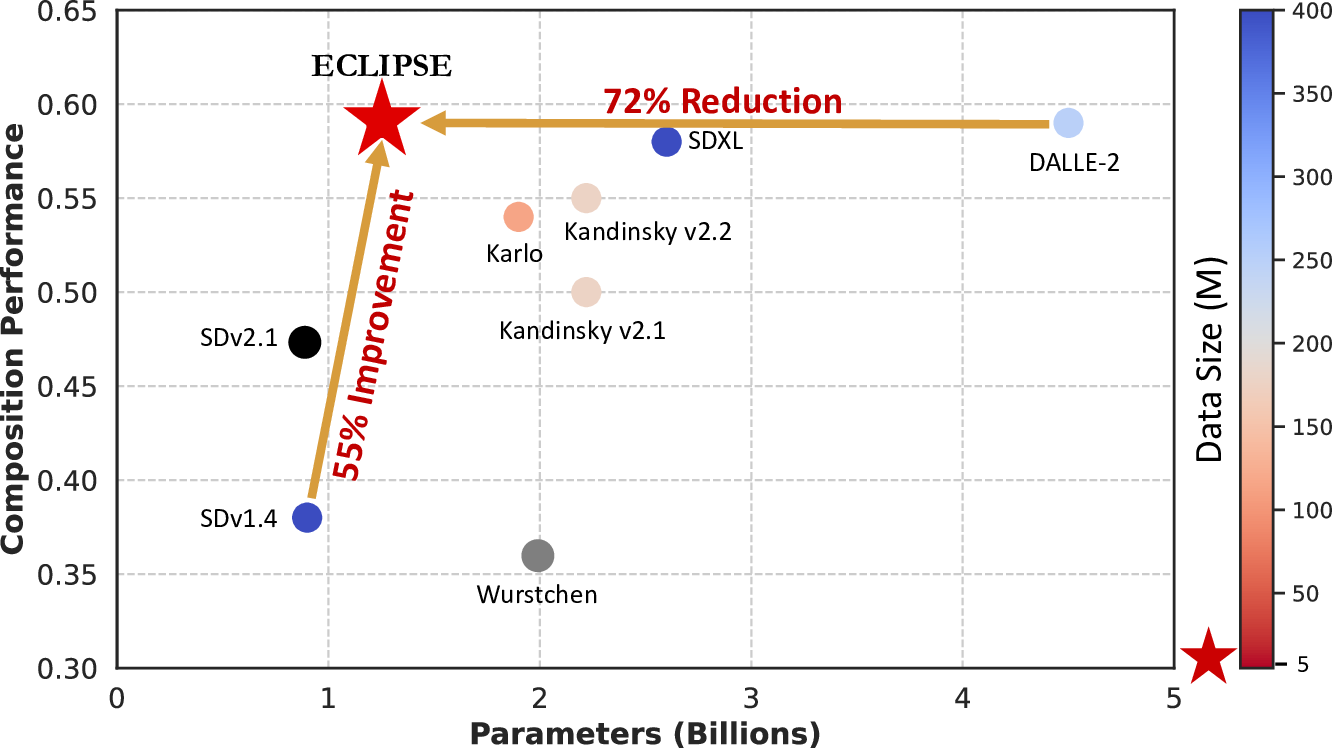 0.65
0.60
0.55
0.50
0.45
0.40
0.35
0.30
Composition Performance
ECLIPSE
72% Reduction
SDXL
DALLE-2
Kandinsky v2.2
Karlo
Kandinsky v2.1
SDv2.1
55% Improvement
SDv1.4
Wurstchen
0
1
2
3
4
5
Parameters (Billions)
Data Size (M)
400
350
300
250
200
150
100
50
5